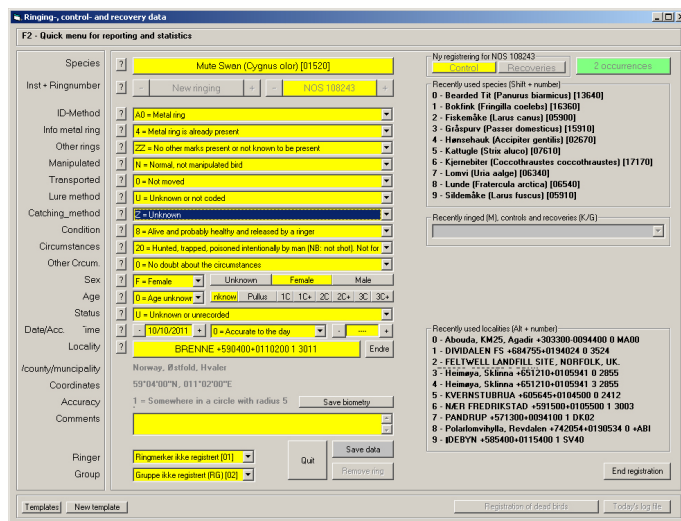 Ringing-, control- and recovery data
F2 - Quick menu for reporting and statistics
Species ? Mute Swan (Cygnus olor) [01520]
Inst + Ringnumber ? - New ringing + - NOS 108243 +
ID-Method ? A0 = Metal ring
Info metal ring ? 4 = Metal ring is already present
Other rings ? ZZ = No other marks present or not known to be present
Manipulated ? N = Normal, not manipulated bird
Transported ? 0 = Not moved
Lure method ? U = Unknown or not coded
Catching_method ? Z = Unknown
Condition ? 8 = Alive and probably healthy and released by a ringer
Circumstances ? 20 = Hunted, trapped, poisoned intentionally by man (NB: not shot). Not for
Other Crcum. ? 0 = No doubt about the circumstances
Sex ? F = Female Unknown Female Male
Age ? 0 = Age unknowr nknow Pullus 1C 1C+ 2C 2C+ 3C 3C+
Status ? U = Unknown or unrecorded
Date/Acc. Time ? - 10/10/2011 + 0 = Accurate to the day - ---- +
Locality ? BRENNE +590400+0110200 1 3011 Endre
/county/muncipality Norway, Østfold, Hvaler
Coordinates 59°04'00"N, 011°02'00"E
Accuracy 1 = Somewhere in a circle with radius 5 Save biometry
Comments
Ringer Ringmerker ikke registrert [01]
Group Gruppe ikke registrert (RG) [02]
Quit
Save data
Remove ring
Ny registrering for NOS 108243
Control Recoveries 2 occurrences
Recently used species (Shift + number)
0 - Bearded Tit (Panurus biarmicus) [13640]
1 - Bokfink (Fringilla coelebs) [16360]
2 - Fiskemåke (Larus canus) [05900]
3 - Gråspurv (Passer domesticus) [15910]
4 - Hønsehauk (Accipiter gentilis) [02670]
5 - Kattugle (Strix aluco) [07610]
6 - Kjernebiter (Coccothraustes coccothraustes) [17170]
7 - Lomvi (Uria aalge) [06340]
8 - Lunde (Fratercula arctica) [06540]
9 - Sildemåke (Larus fuscus) [05910]
Recently ringed (M), controls and recoveries (K/G)
Recently used localities (Alt + number)
0 - Abouda, KM25, Agadir +303300-0094400 0 MA00
1 - DIVIDALEN FS +684755+0194024 0 3524
2 - FELTWELL LANDFILL SITE, NORFOLK, UK.
3 - Heimøya, Sklinna +651210+0105941 0 2855
4 - Heimøya, Sklinna +651210+0105941 3 2855
5 - KVERNSTUBRUA +605645+0104500 0 2412
6 - NÆR FREDRIKSTAD +591500+0105500 1 3003
7 - PANDRUP +571300+0094100 1 DK02
8 - Polarlomvihylla, Revdalen +742054+0190534 0 +ABI
9 - DEBYN +585400+0115400 1 SV40
End registration
Templates New template Registration of dead birds Today's log file